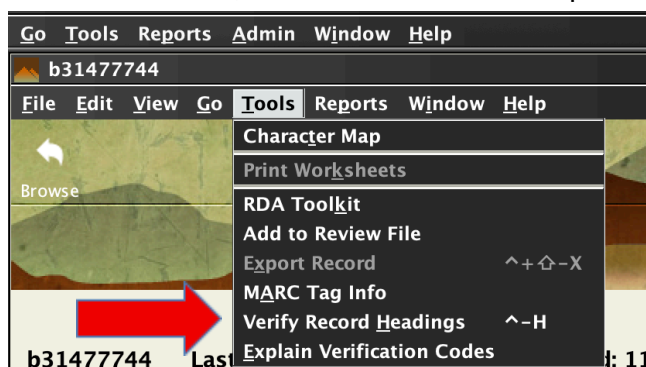 Go Tools Reports Admin Window Help
b31477744
File Edit View Go Tools Reports Window Help
Character Map
Print Worksheets
Browse
RDA Toolkit
Add to Review File
Export Record ^+⇧-X
MARC Tag Info
Verify Record Headings ^-H
Explain Verification Codes
b31477744 Last 11